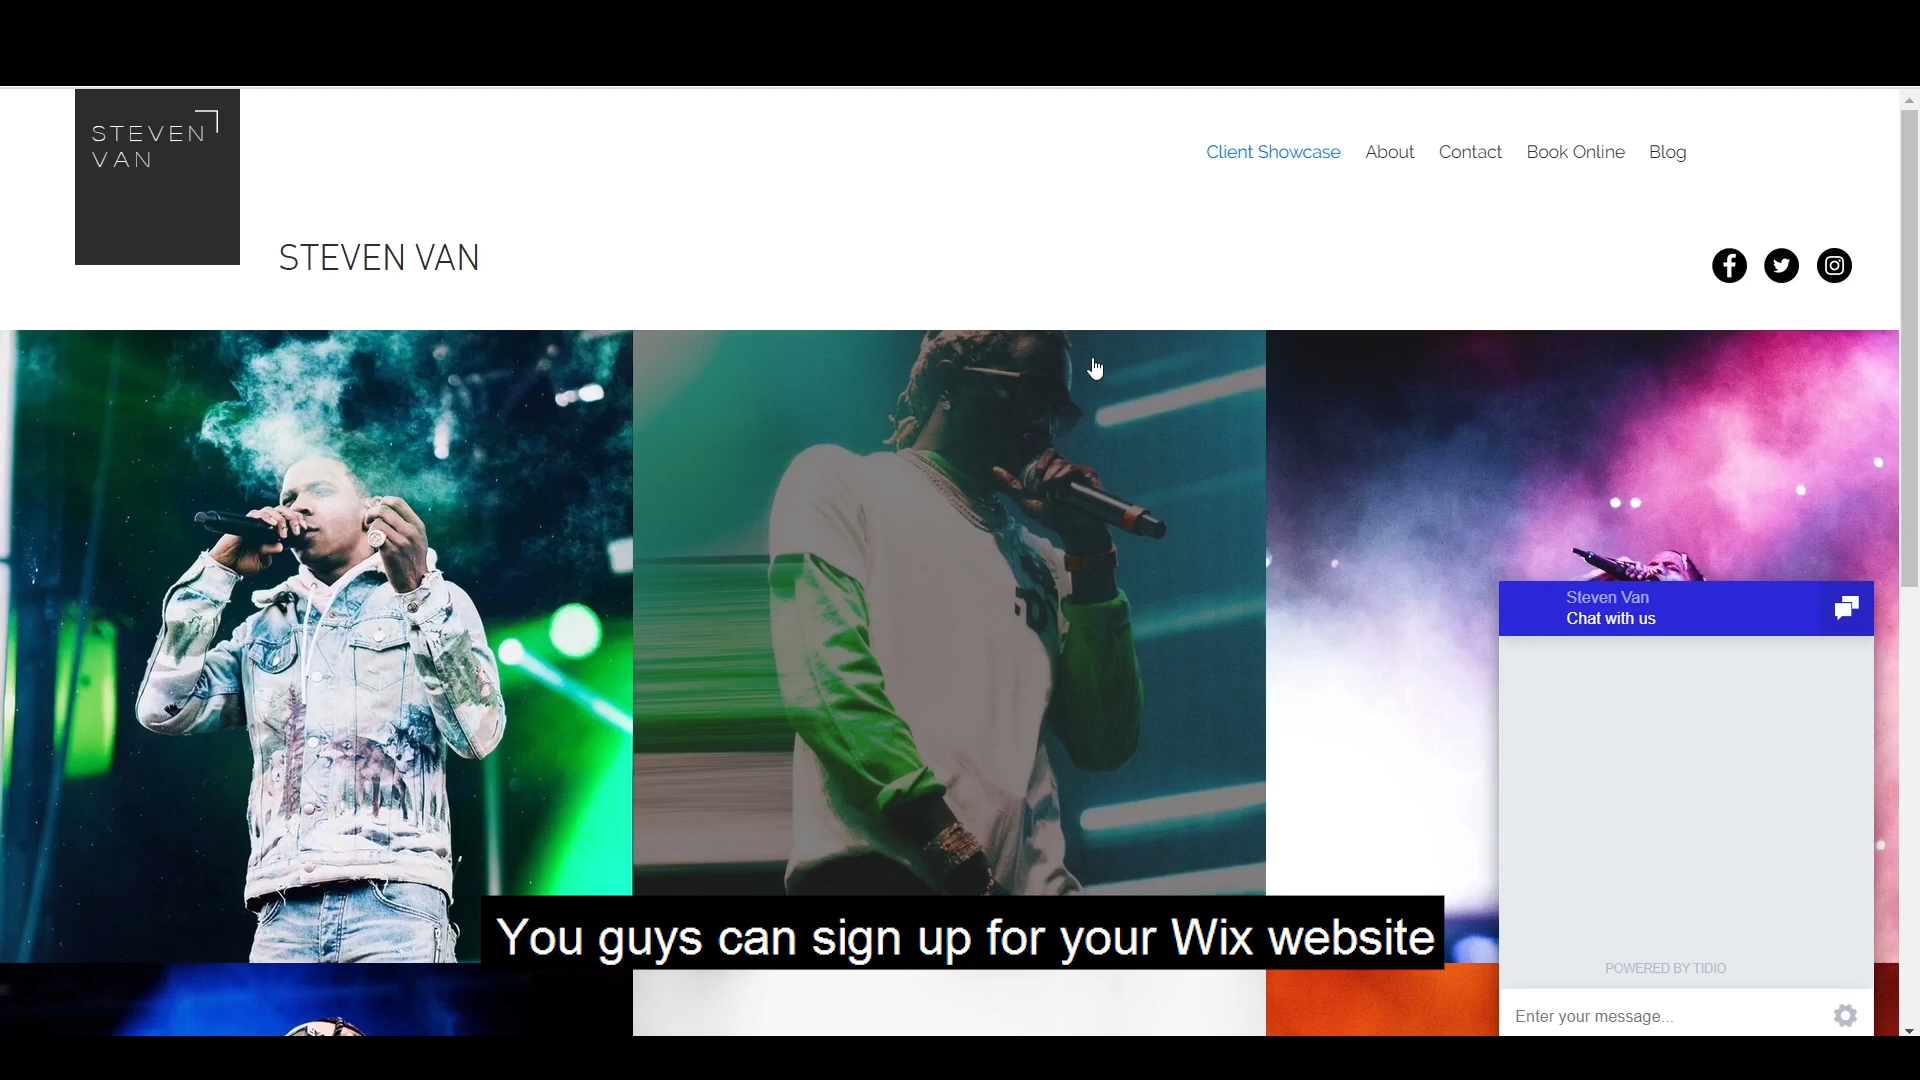 STEVEN
VAN
Client Showcase About Contact Book Online Blog
STEVEN VAN
Steven Van
Chat with us
You guys can sign up for your Wix website
POWERED BY TIDIO
Enter your message...